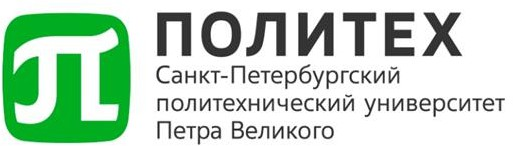 П
ПОЛИТЕХ
Санкт-Петербургский
политехнический университет
Петра Великого